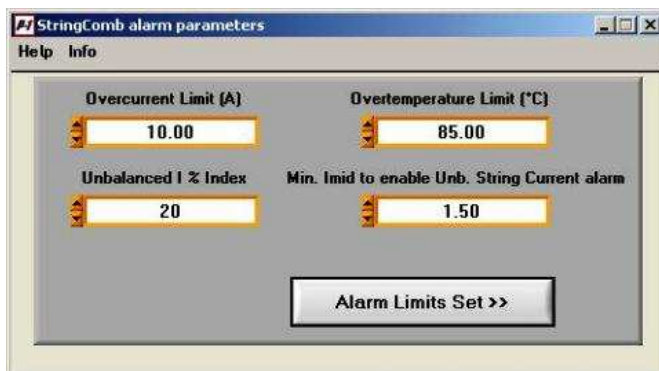 StringComb alarm parameters
Help Info
Overcurrent Limit (A) Overtemperature Limit (°C)
10.00 85.00
Unbalanced I % Index Min. Imid to enable Unb. String Current alarm
20 1.50
Alarm Limits Set >>